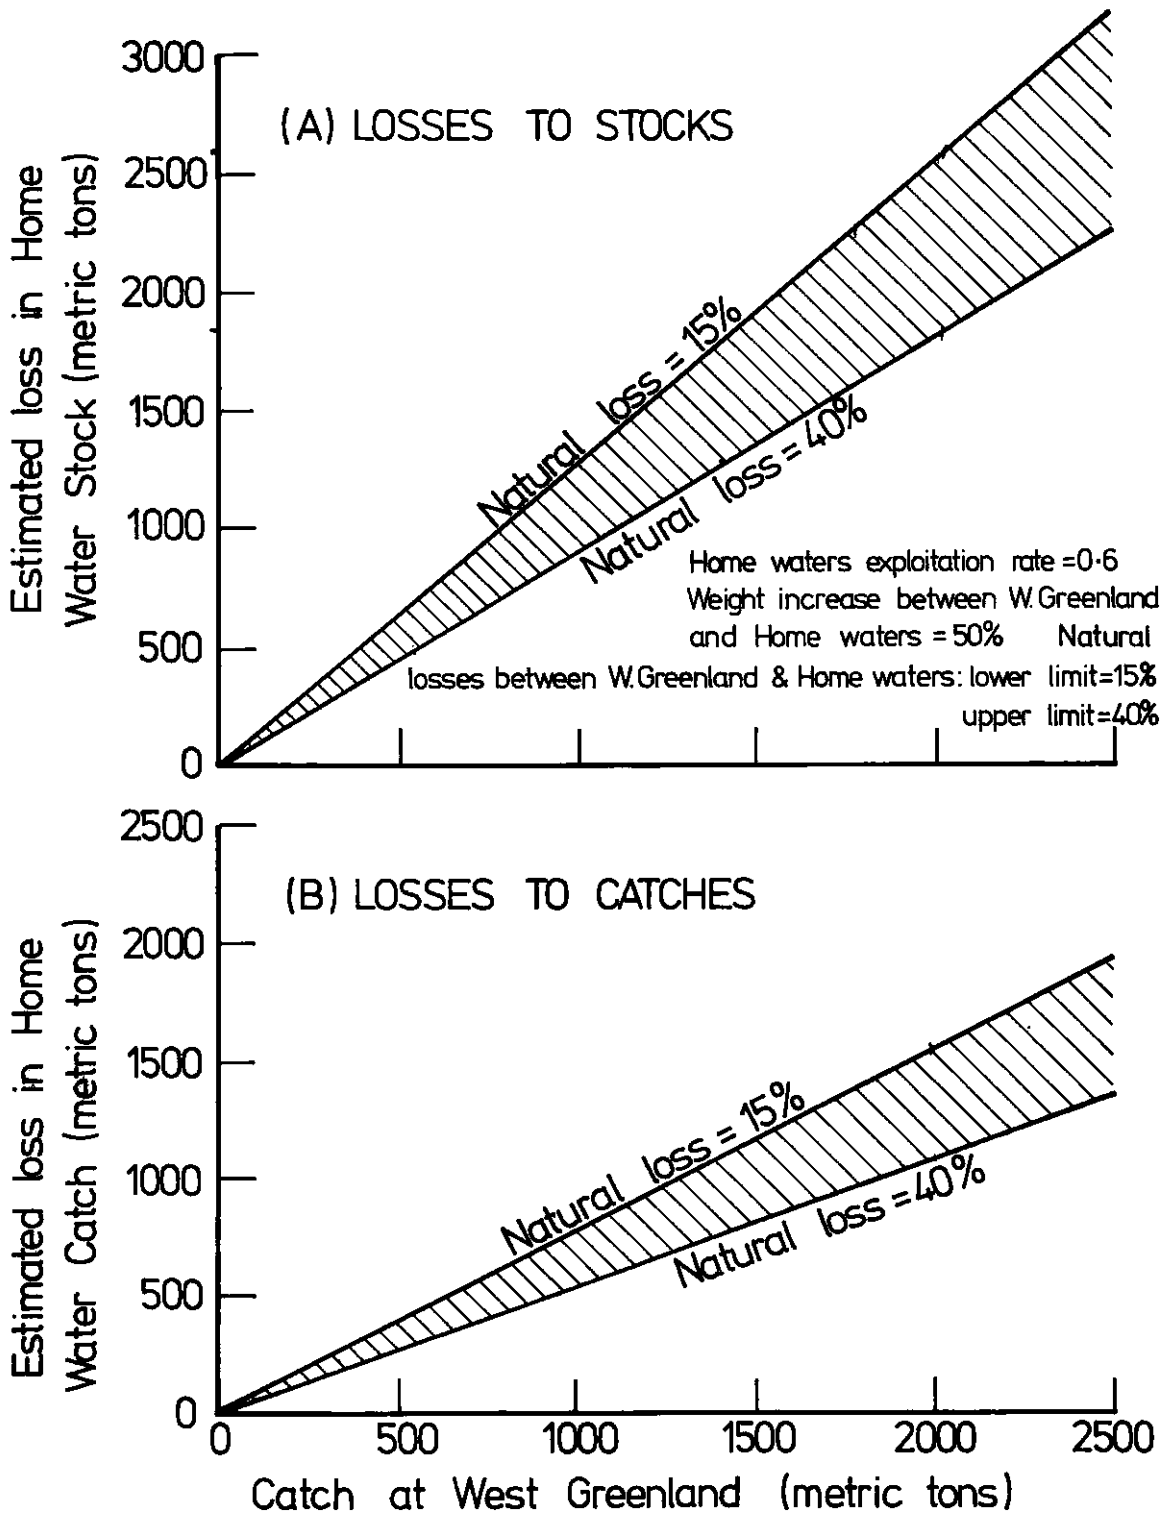 (A) LOSSES TO STOCKS
Estimated loss in Home
Water Stock (metric tons)
3000
2500
2000
1500
1000
500
0
Natural loss = 15%
Natural loss = 40%
Home waters exploitation rate =0·6
Weight increase between W.Greenland
and Home waters = 50% Natural
losses between W.Greenland & Home waters: lower limit=15%
upper limit=40%
(B) LOSSES TO CATCHES
Estimated loss in Home
Water Catch (metric tons)
2500
2000
1500
1000
500
0
Natural loss = 15%
Natural loss =40%
0 500 1000 1500 2000 2500
Catch at West Greenland (metric tons)